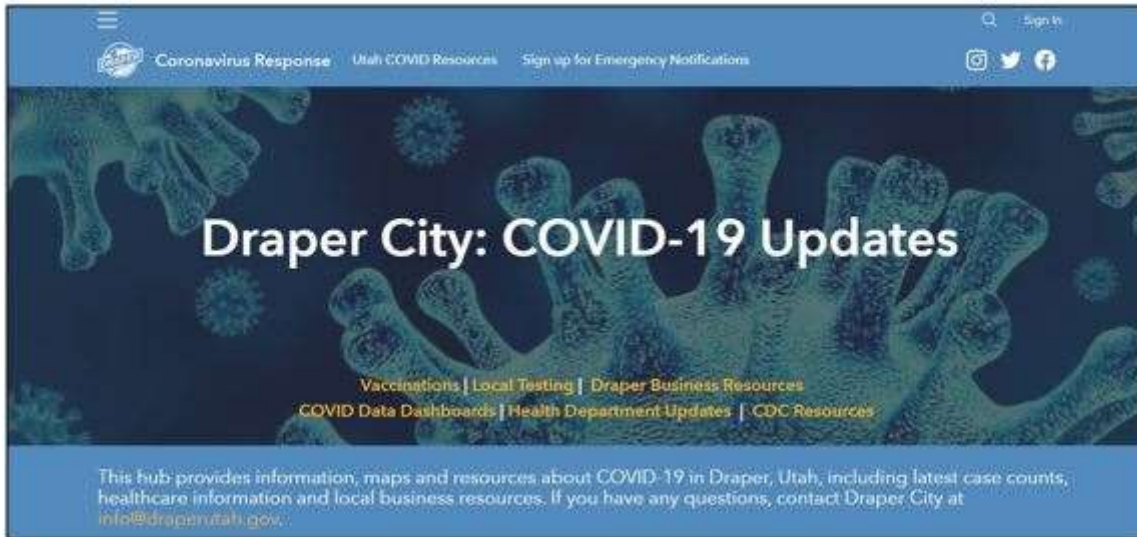 Sign In
Coronavirus Response Utah COVID Resources Sign up for Emergency Notifications
Draper City: COVID-19 Updates
Vaccinations | Local Testing | Draper Business Resources
COVID Data Dashboards | Health Department Updates | CDC Resources
This hub provides information, maps and resources about COVID-19 in Draper, Utah, including latest case counts,
healthcare information and local business resources. If you have any questions, contact Draper City at
info@draperutah.gov.